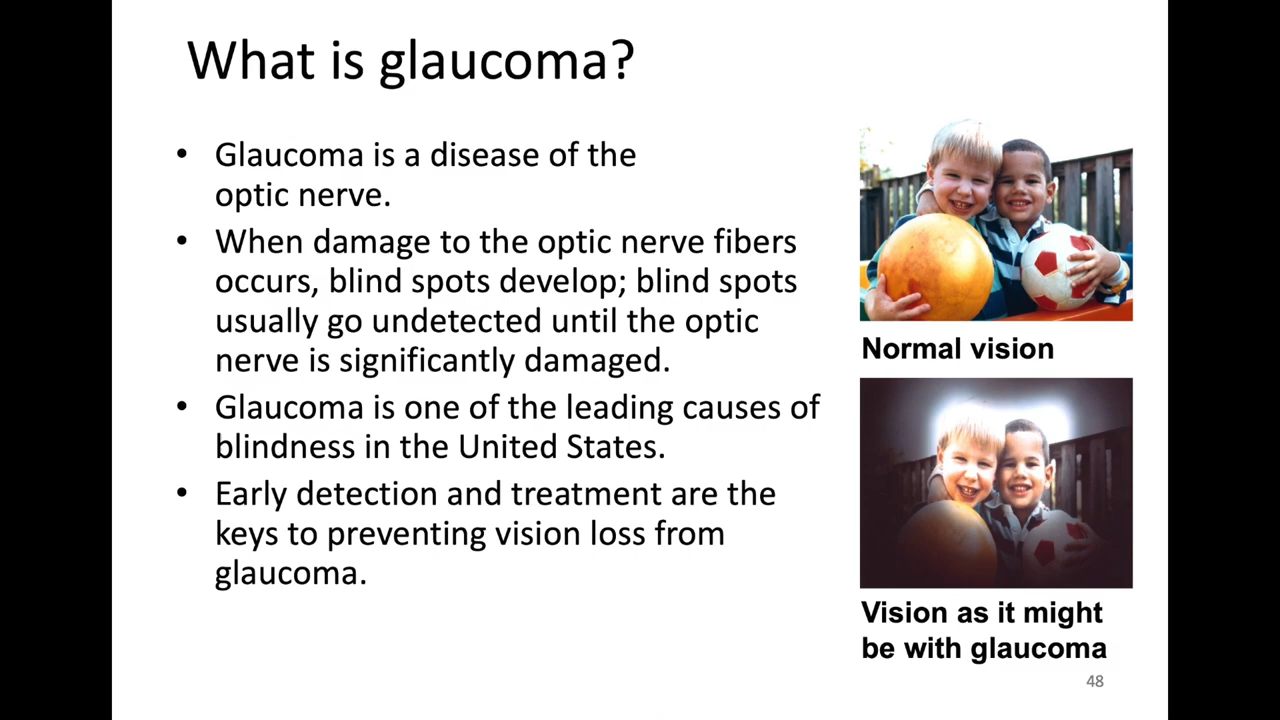 What is glaucoma?
• Glaucoma is a disease of the
optic nerve.
• When damage to the optic nerve fibers
occurs, blind spots develop; blind spots
usually go undetected until the optic
nerve is significantly damaged.
• Glaucoma is one of the leading causes of
blindness in the United States.
• Early detection and treatment are the
keys to preventing vision loss from
glaucoma.
Normal vision
Vision as it might
be with glaucoma
48